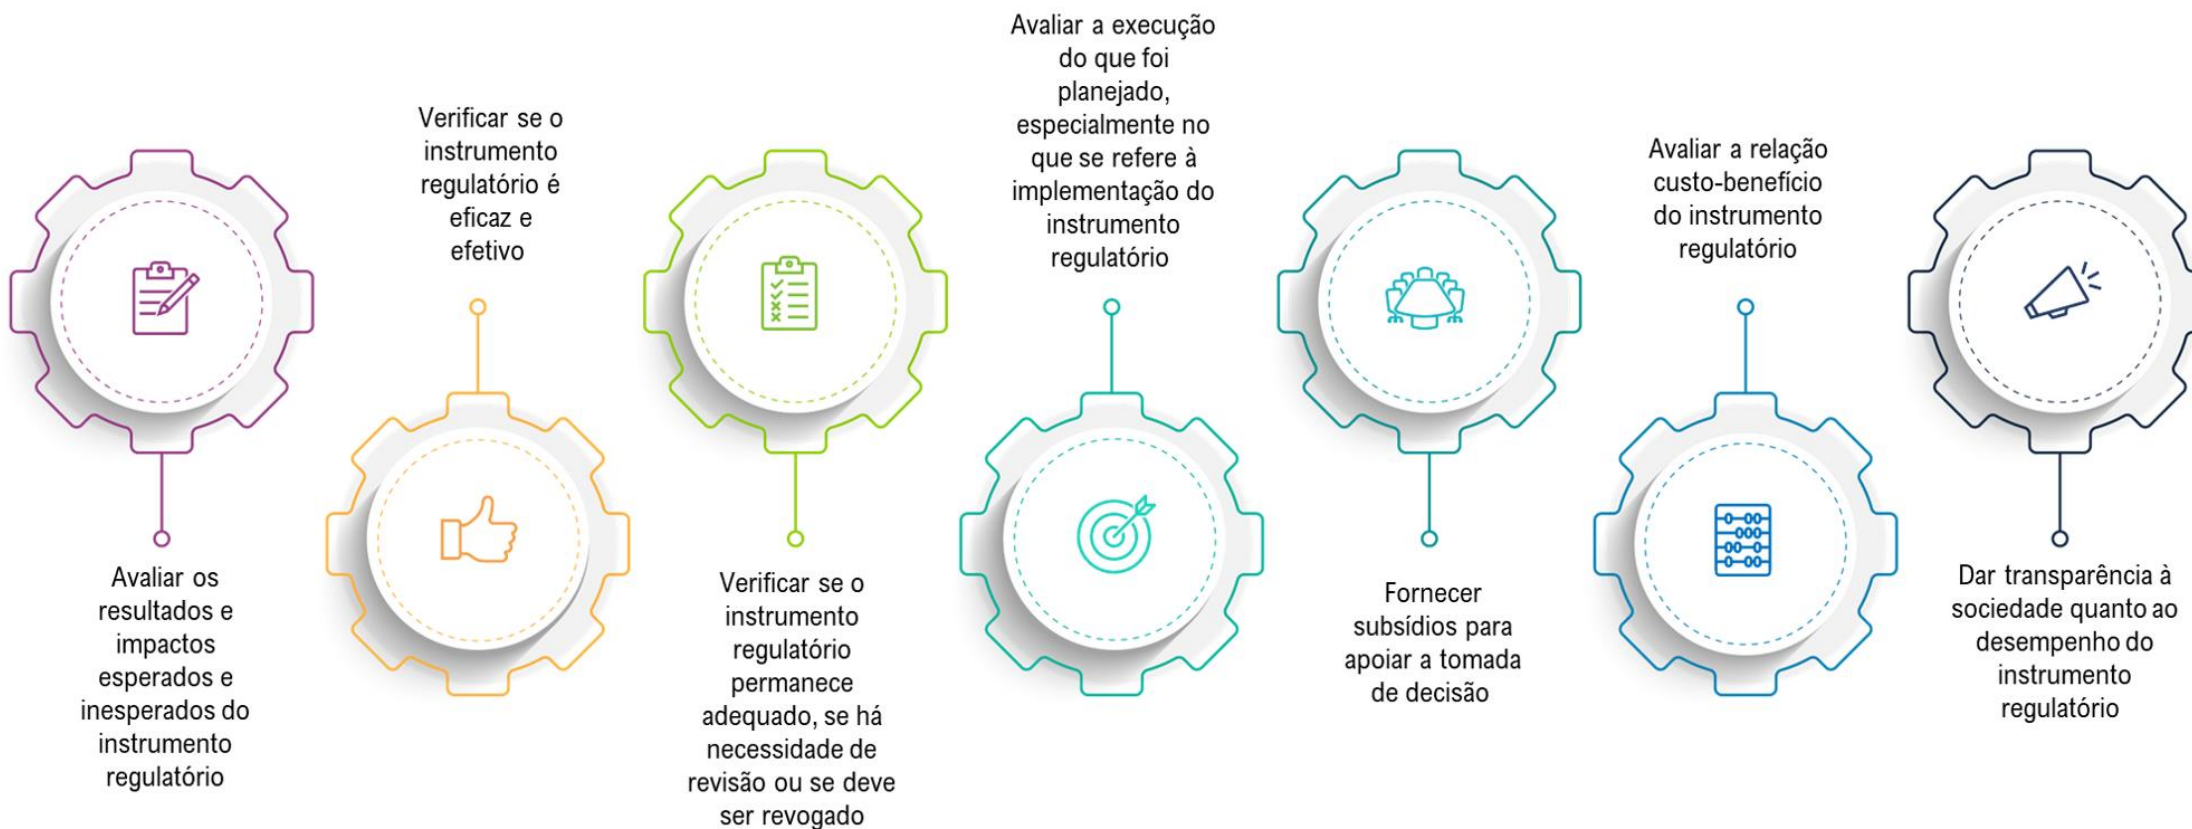 Avaliar os
resultados e
impactos
esperados e
inesperados do
instrumento
regulatório
Verificar se o
instrumento
regulatório é
eficaz e
efetivo
Verificar se o
instrumento
regulatório
permanece
adequado, se há
necessidade de
revisão ou se deve
ser revogado
Avaliar a execução
do que foi
planejado,
especialmente no
que se refere à
implementação do
instrumento
regulatório
Fornecer
subsídios para
apoiar a tomada
de decisão
Avaliar a relação
custo-benefício
do instrumento
regulatório
Dar transparência à
sociedade quanto ao
desempenho do
instrumento
regulatório